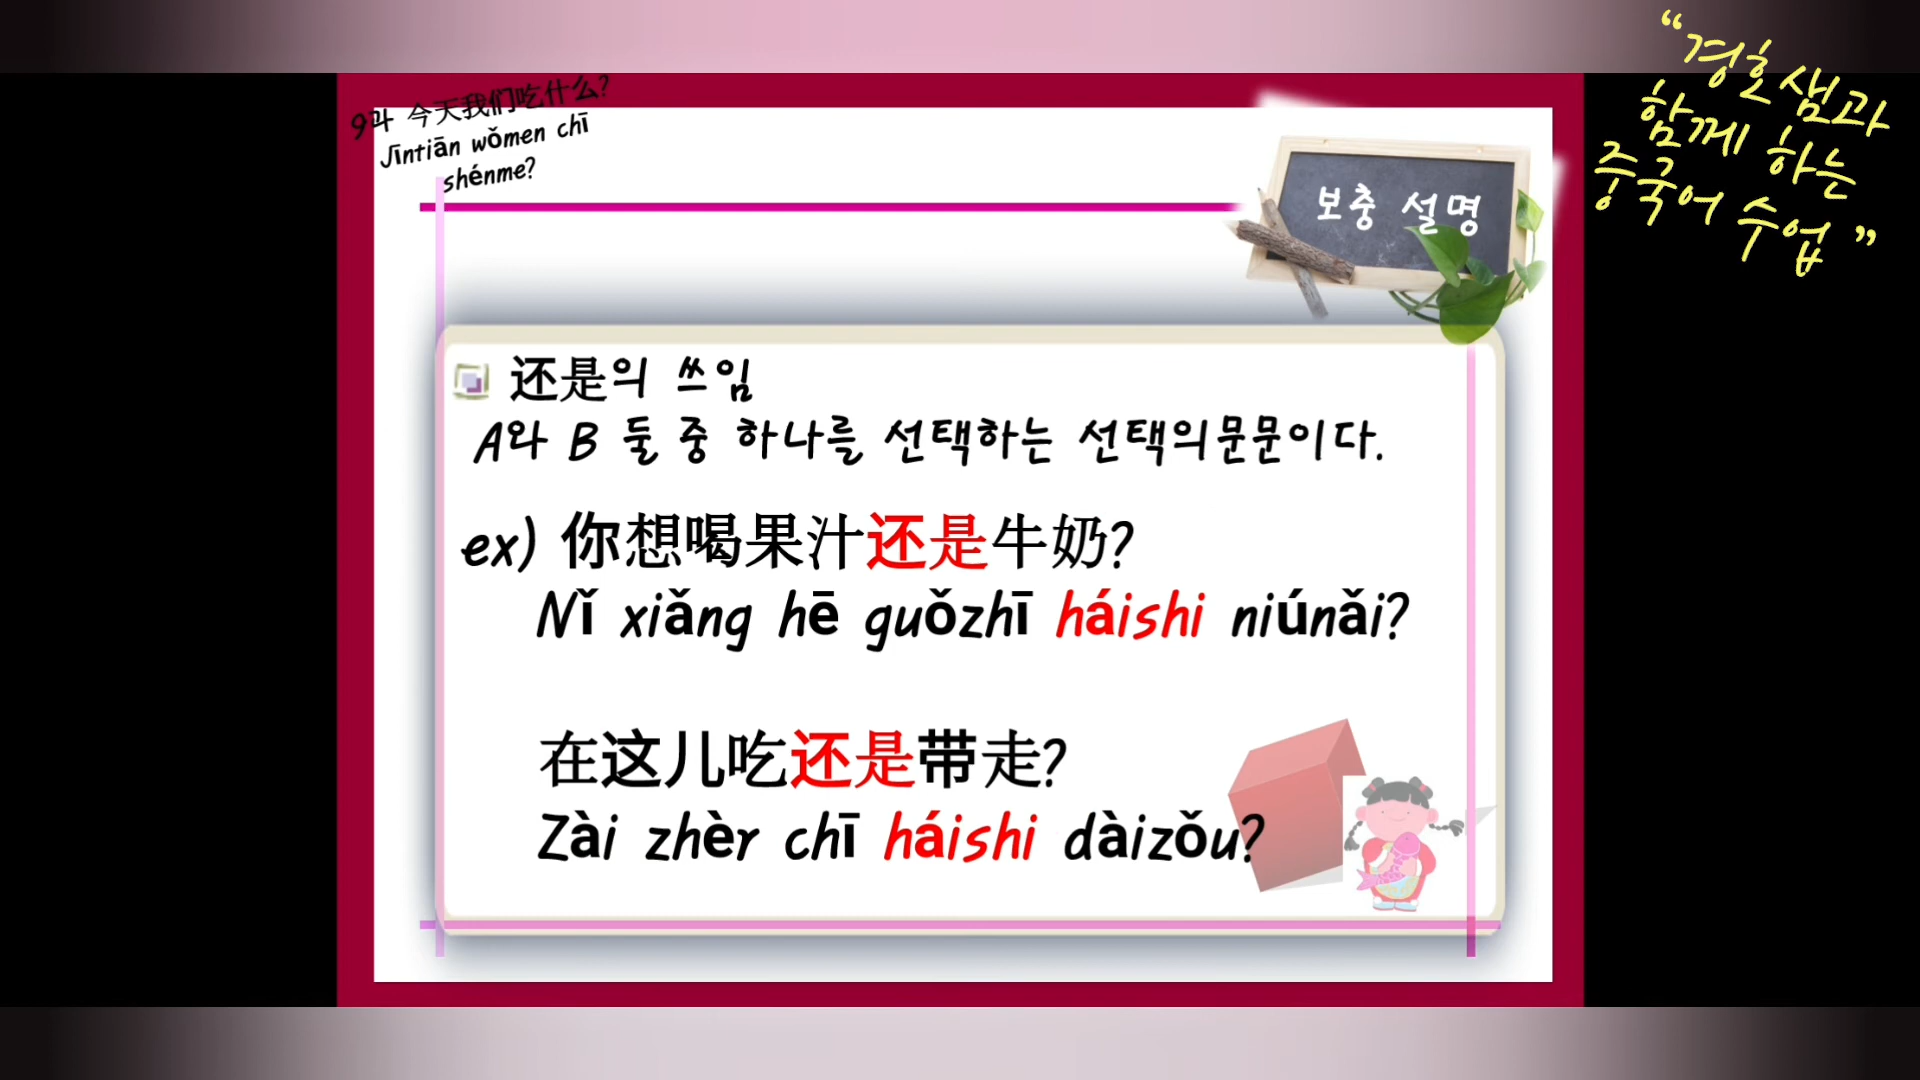 9과 今天我们吃什么?
Jīntiān wǒmen chī
shénme?
"경호샘과
함께 하는
중국어 수업"
보충 설명
还是의 쓰임
A와 B 둘 중 하나를 선택하는 선택의문문이다.
ex) 你想喝果汁还是牛奶?
Nǐ xiǎng hē guǒzhī háishi niúnǎi?
在这儿吃还是带走?
Zài zhèr chī háishi dàizǒu?